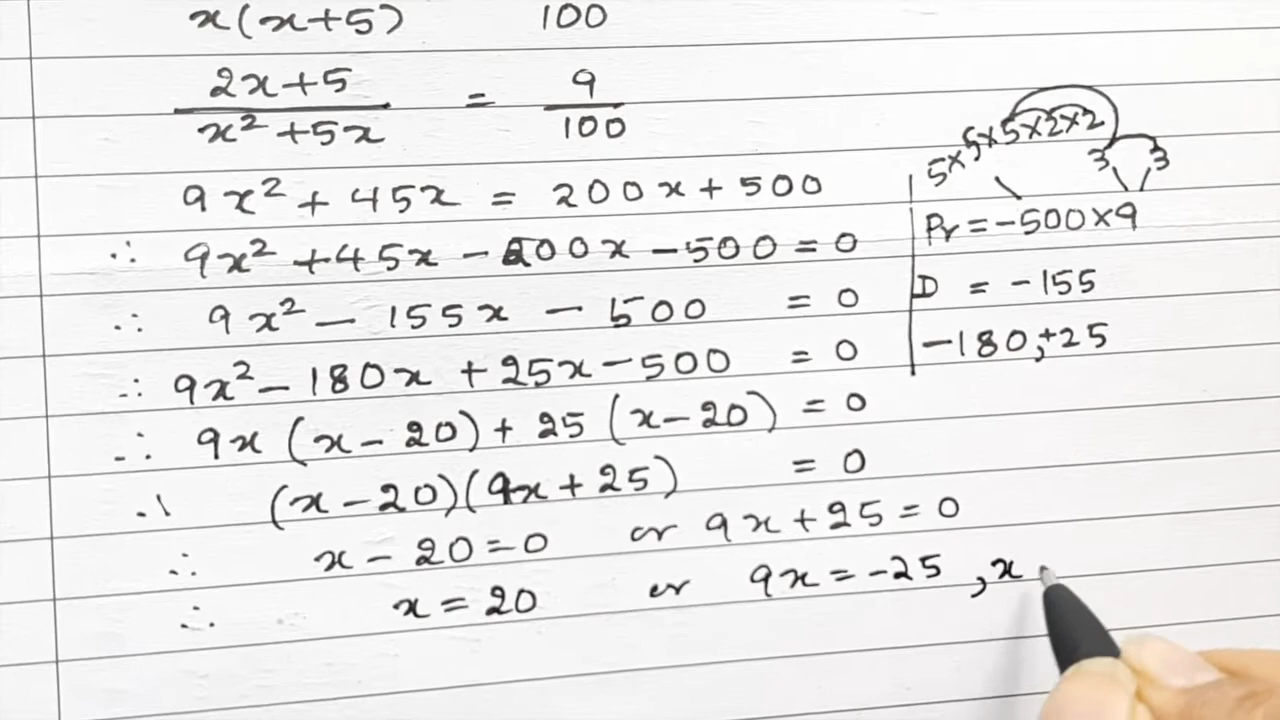 x(x+5) 100
2x+5 / x²+5x = 9 / 100
9x² + 45x = 200x + 500
∴ 9x² + 45x - 200x - 500 = 0
∴ 9x² - 155x - 500 = 0
∴ 9x² - 180x + 25x - 500 = 0
∴ 9x (x - 20) + 25 (x - 20) = 0
∴ (x - 20)(9x + 25) = 0
∴ x - 20 = 0 or 9x + 25 = 0
∴ x = 20 or 9x = -25 , x
5×5×5×2×2 3 3
Pr = -500×9
D = -155
-180, +25